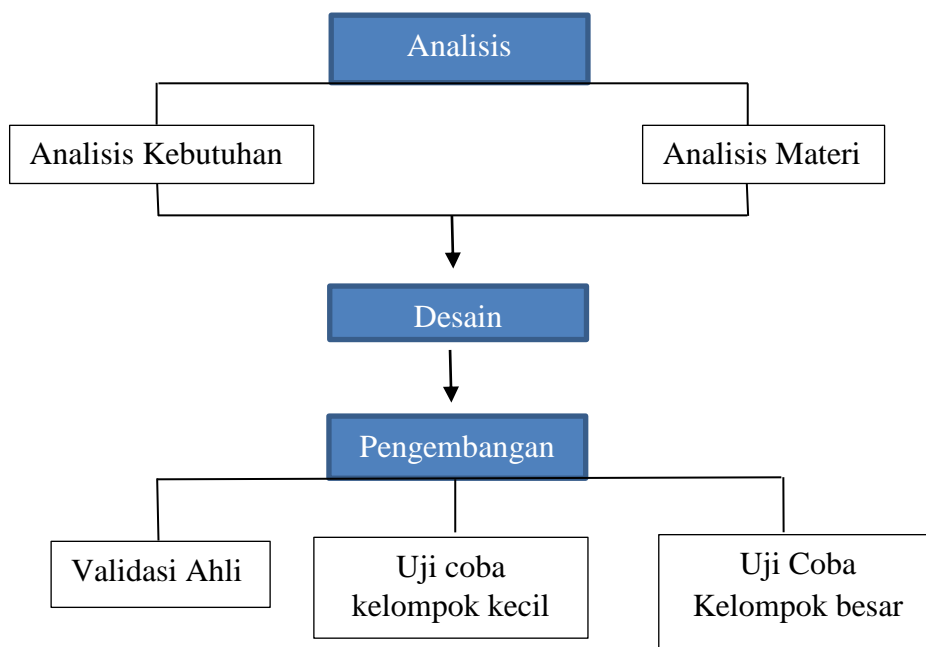 Analisis
Analisis Kebutuhan
Analisis Materi
Desain
Pengembangan
Validasi Ahli
Uji coba
kelompok kecil
Uji Coba
Kelompok besar